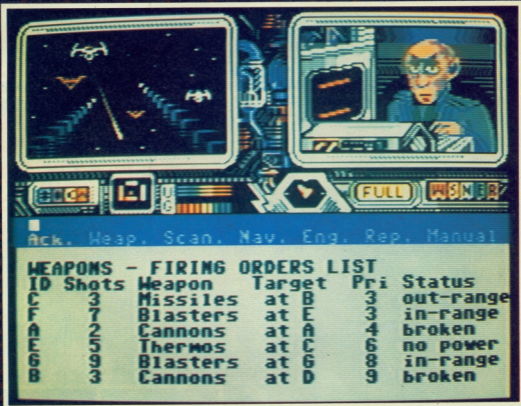 FULL
Ack. Weap. Scan. Nav. Eng. Rep. Manual
WEAPONS - FIRING ORDERS LIST
ID Shots Weapon Target Pri Status
C 3 Missiles at B 3 out-range
F 7 Blasters at E 3 in-range
A 2 Cannons at A 4 broken
E 5 Thermos at C 6 no power
G 9 Blasters at G 8 in-range
B 3 Cannons at D 9 broken